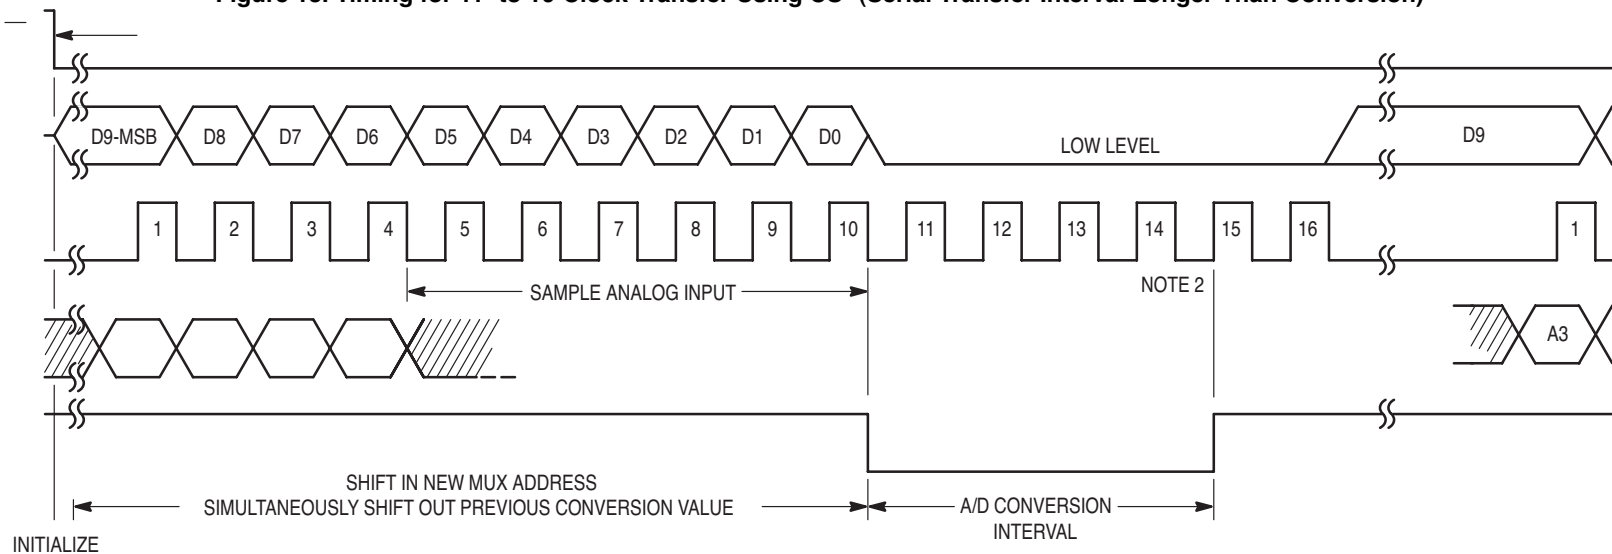 D9-MSB D8 D7 D6 D5 D4 D3 D2 D1 D0 LOW LEVEL D9
1 2 3 4 5 6 7 8 9 10 11 12 13 14 15 16 1
SAMPLE ANALOG INPUT NOTE 2
A3
SHIFT IN NEW MUX ADDRESS
SIMULTANEOUSLY SHIFT OUT PREVIOUS CONVERSION VALUE
A/D CONVERSION
INTERVAL
INITIALIZE